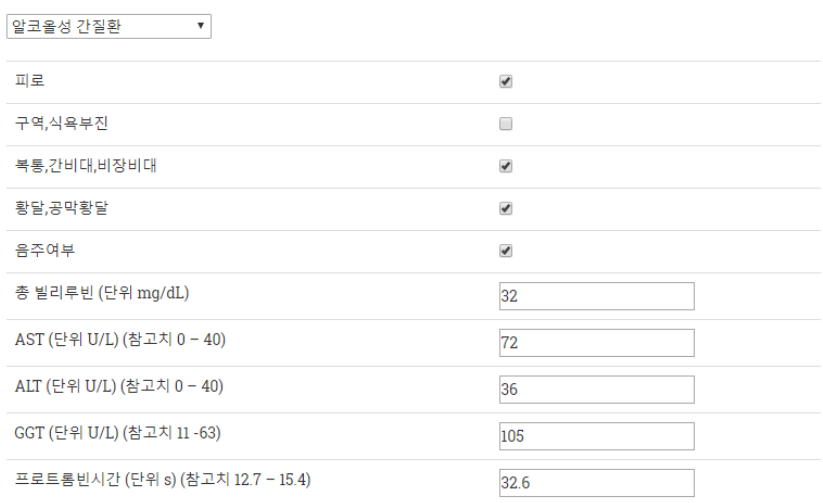 알코올성 간질환
피로
구역,식욕부진
복통,간비대,비장비대
황달,공막황달
음주여부
총 빌리루빈 (단위 mg/dL) 32
AST (단위 U/L) (참고치 0 – 40) 72
ALT (단위 U/L) (참고치 0 – 40) 36
GGT (단위 U/L) (참고치 11 -63) 105
프로트롬빈시간 (단위 s) (참고치 12.7 – 15.4) 32.6